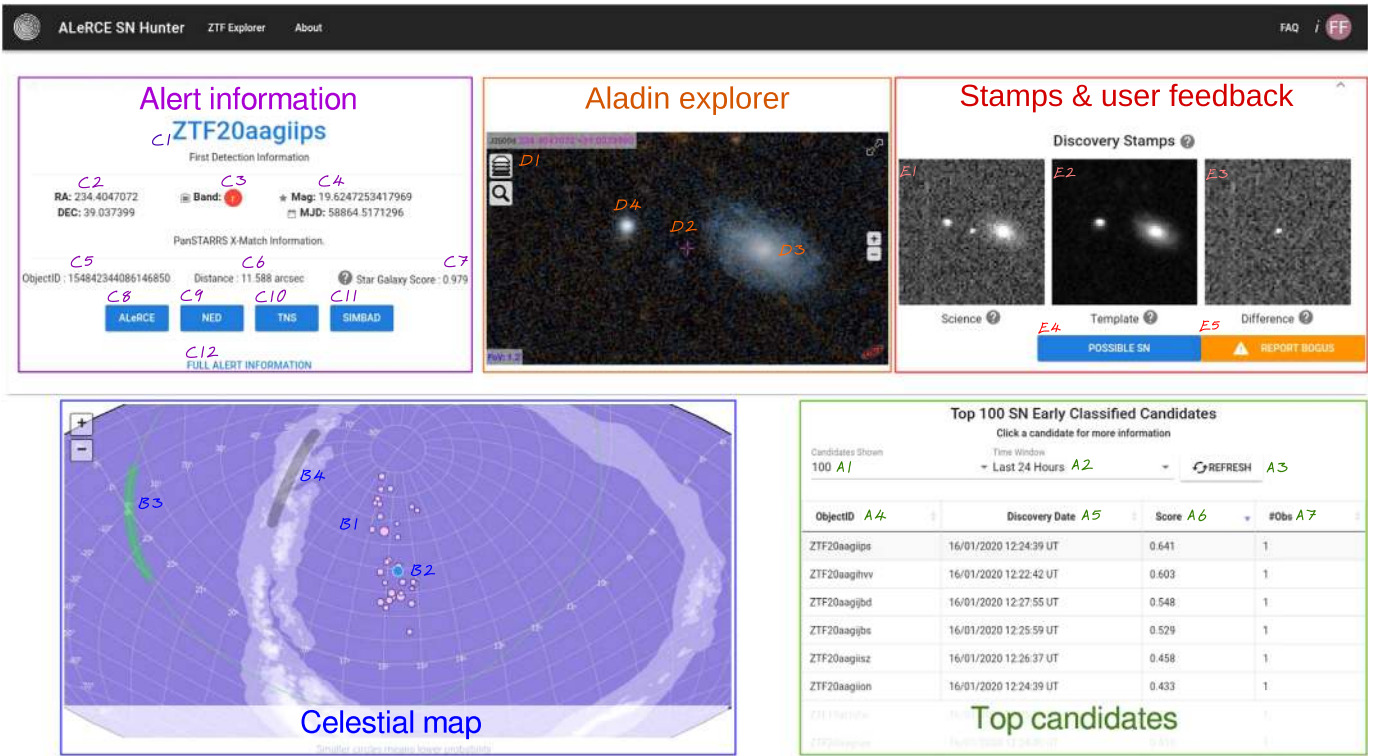 ALeRCE SN Hunter ZTF Explorer About FAQ i FF
Alert information
C1 ZTF20aagiips
First Detection Information
C2 C3 C4
RA: 234.4047072 Band: r Mag: 19.6247253417969
DEC: 39.037399 MJD: 58864.5171296
PanSTARRS X-Match Information.
C5 C6 C7
ObjectID : 154842344086146850 Distance : 11.588 arcsec ? Star Galaxy Score : 0.979
C8 C9 C10 C11
ALeRCE NED TNS SIMBAD
C12
FULL ALERT INFORMATION
Aladin explorer
D1
D4
D2
D3
+
−
FoV: 1.2'
Stamps & user feedback
Discovery Stamps ?
E1 E2 E3
Science ? Template ? Difference ?
E4 E5
POSSIBLE SN REPORT BOGUS
+
−
B4
B3
B1
B2
Celestial map
Smaller circles means lower probability
Top 100 SN Early Classified Candidates
Click a candidate for more information
Candidates Shown Time Window
100 A1 Last 24 Hours A2 REFRESH A3
ObjectID A4 Discovery Date A5 Score A6 #Obs A7
ZTF20aagiips 16/01/2020 12:24:39 UT 0.641 1
ZTF20aagihvv 16/01/2020 12:22:42 UT 0.603 1
ZTF20aagijbd 16/01/2020 12:27:55 UT 0.548 1
ZTF20aagijbs 16/01/2020 12:25:59 UT 0.529 1
ZTF20aagiisz 16/01/2020 12:26:37 UT 0.458 1
ZTF20aagiion 16/01/2020 12:24:39 UT 0.433 1
Top candidates